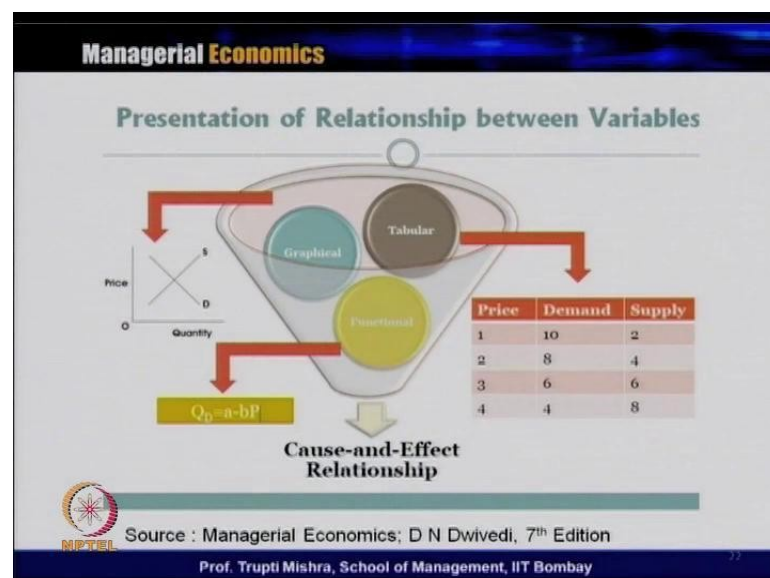 Managerial Economics
Presentation of Relationship between Variables
Graphical
Tabular
Functional
Price
S
D
O
Quantity
Price Demand Supply
1 10 2
2 8 4
3 6 6
4 4 8
Q_D=a-bP
Cause-and-Effect
Relationship
NPTEL
Source : Managerial Economics; D N Dwivedi, 7th Edition
Prof. Trupti Mishra, School of Management, IIT Bombay
22